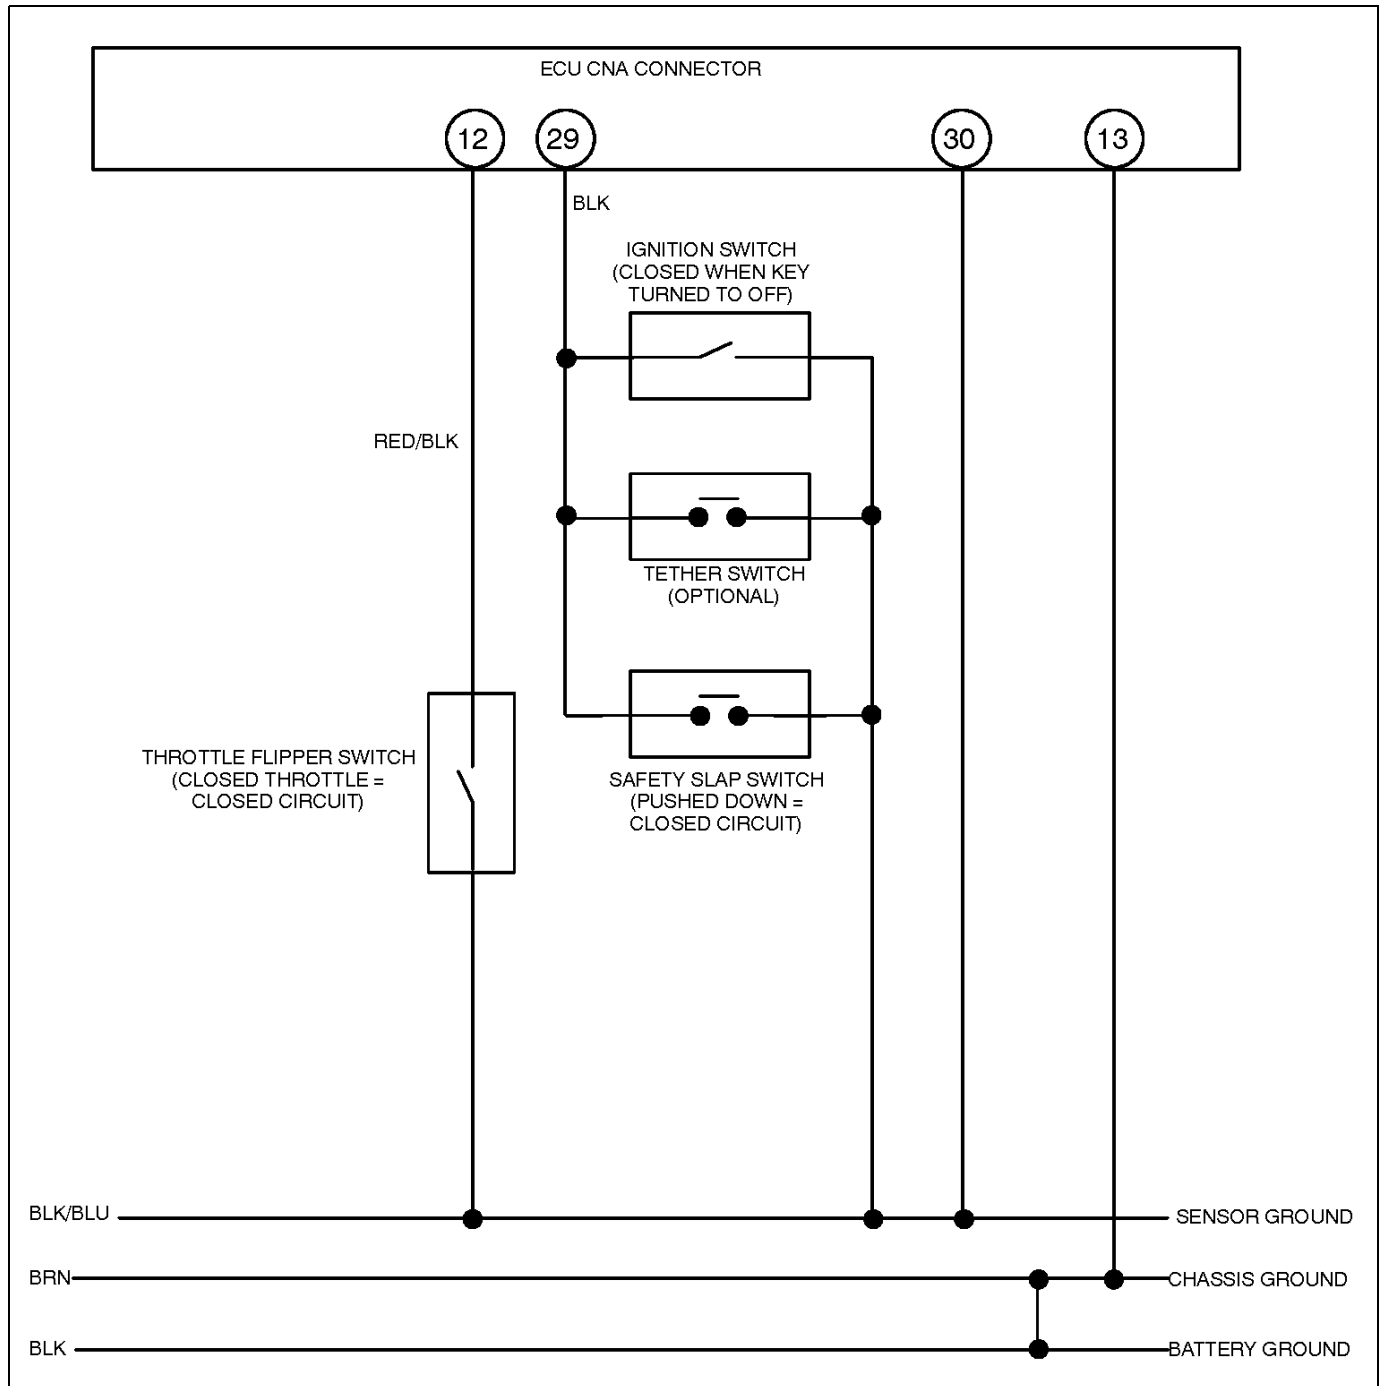 ECU CNA CONNECTOR
12
29
30
13
BLK
IGNITION SWITCH
(CLOSED WHEN KEY
TURNED TO OFF)
RED/BLK
TETHER SWITCH
(OPTIONAL)
THROTTLE FLIPPER SWITCH
(CLOSED THROTTLE =
CLOSED CIRCUIT)
SAFETY SLAP SWITCH
(PUSHED DOWN =
CLOSED CIRCUIT)
BLK/BLU
SENSOR GROUND
BRN
CHASSIS GROUND
BLK
BATTERY GROUND